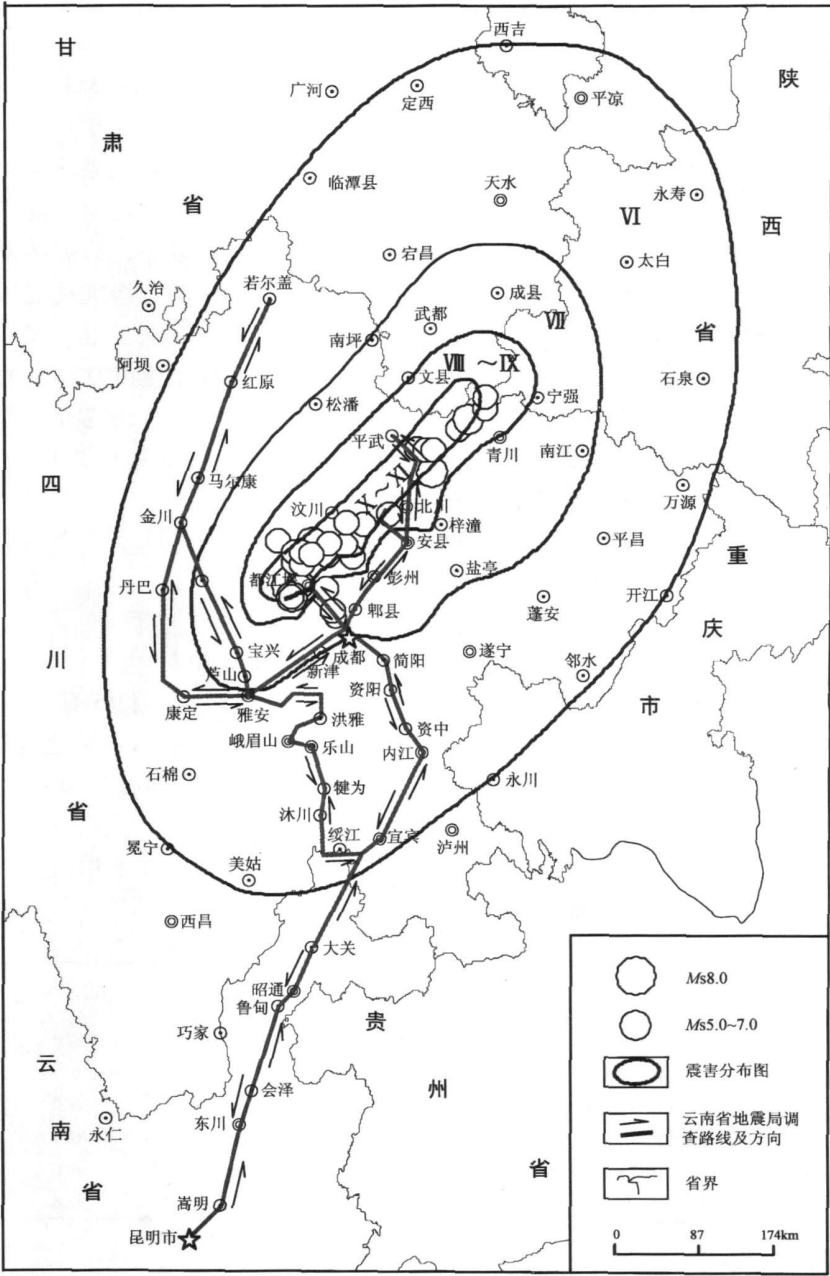 西吉
甘
陕
广河
定西
平凉
肃
临潭县
天水
永寿
省
Ⅵ
西
宕昌
太白
久治
若尔盖
成县
武都
Ⅶ
南坪
省
阿坝
Ⅷ ～Ⅸ
红原
文县
石泉
松潘
宁强
平武
青川
南江
四
马尔康
万源
Ⅹ～Ⅺ
金川
汶川
北川
梓潼
安县
平昌
重
都江堰
彭州
盐亭
丹巴
郫县
蓬安
开江
庆
川
宝兴
成都
简阳
遂宁
芦山
新津
邻水
资阳
康定
雅安
洪雅
资中
市
峨眉山
乐山
内江
石棉
永川
犍为
省
沐川
绥江
宜宾
泸州
冕宁
美姑
西昌
大关
昭通
鲁甸
贵
巧家
云
会泽
州
永仁
东川
南
省
省
嵩明
昆明市
Ms8.0
Ms5.0~7.0
震害分布图
云南省地震局调
查路线及方向
省界
0 87 174km